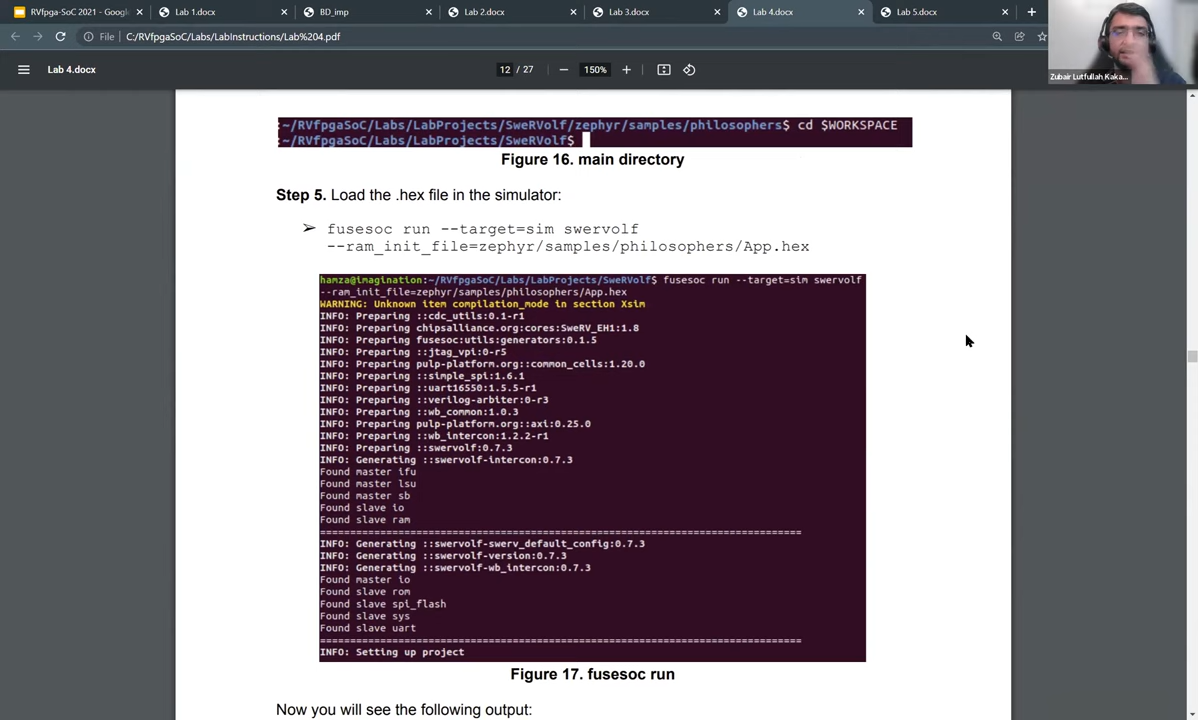 RVfpga-SoC 2021 - Google
Lab 1.docx
BD_imp
Lab 2.docx
Lab 3.docx
Lab 4.docx
Lab 5.docx
File
C:/RVfpgaSoC/Labs/LabInstructions/Lab%204.pdf
Lab 4.docx
12 / 27
150%
Zubair Lutfullah Kaka...
:~/RVfpgaSoC/Labs/LabProjects/SweRVolf/zephyr/samples/philosophers$ cd $WORKSPACE
:~/RVfpgaSoC/Labs/LabProjects/SweRVolf$
Figure 16. main directory
Step 5. Load the .hex file in the simulator:
➢ fusesoc run --target=sim swervolf
--ram_init_file=zephyr/samples/philosophers/App.hex
hamza@imagination:~/RVfpgaSoC/Labs/LabProjects/SweRVolf$ fusesoc run --target=sim swervolf
--ram_init_file=zephyr/samples/philosophers/App.hex
WARNING: Unknown item compilation_mode in section Xsim
INFO: Preparing ::cdc_utils:0.1-r1
INFO: Preparing chipsalliance.org:cores:SweRV_EH1:1.8
INFO: Preparing fusesoc:utils:generators:0.1.5
INFO: Preparing ::jtag_vpi:0-r5
INFO: Preparing pulp-platform.org::common_cells:1.20.0
INFO: Preparing ::simple_spi:1.6.1
INFO: Preparing ::uart16550:1.5.5-r1
INFO: Preparing ::verilog-arbiter:0-r3
INFO: Preparing ::wb_common:1.0.3
INFO: Preparing pulp-platform.org::axi:0.25.0
INFO: Preparing ::wb_intercon:1.2.2-r1
INFO: Preparing ::swervolf:0.7.3
INFO: Generating ::swervolf-intercon:0.7.3
Found master ifu
Found master lsu
Found master sb
Found slave io
Found slave ram
================================================================================
INFO: Generating ::swervolf-swerv_default_config:0.7.3
INFO: Generating ::swervolf-version:0.7.3
INFO: Generating ::swervolf-wb_intercon:0.7.3
Found master io
Found slave rom
Found slave spi_flash
Found slave sys
Found slave uart
================================================================================
INFO: Setting up project
Figure 17. fusesoc run
Now you will see the following output: